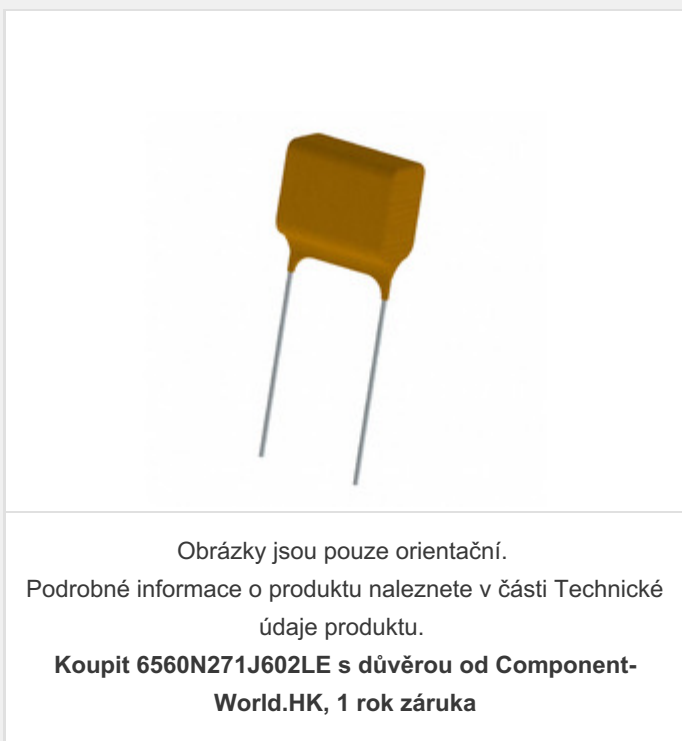 Obrázky jsou pouze orientační.
Podrobné informace o produktu naleznete v části Technické
údaje produktu.
Koupit 6560N271J602LE s důvěrou od Component-
World.HK, 1 rok záruka